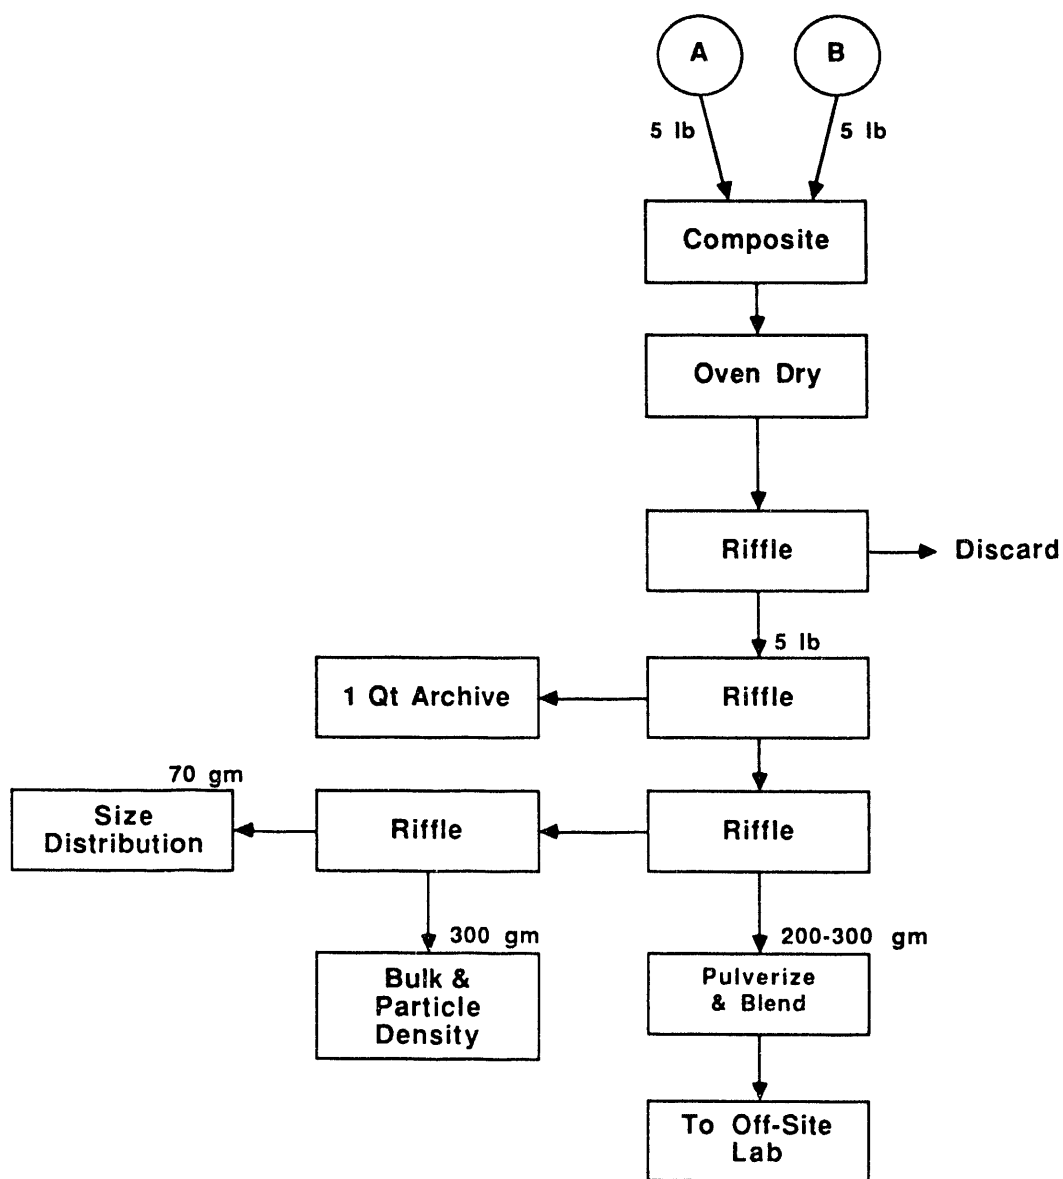 A
B
5 lb
5 lb
Composite
Oven Dry
Riffle
Discard
5 lb
1 Qt Archive
Riffle
70 gm
Size
Distribution
Riffle
Riffle
300 gm
200-300 gm
Bulk &
Particle
Density
Pulverize
& Blend
To Off-Site
Lab